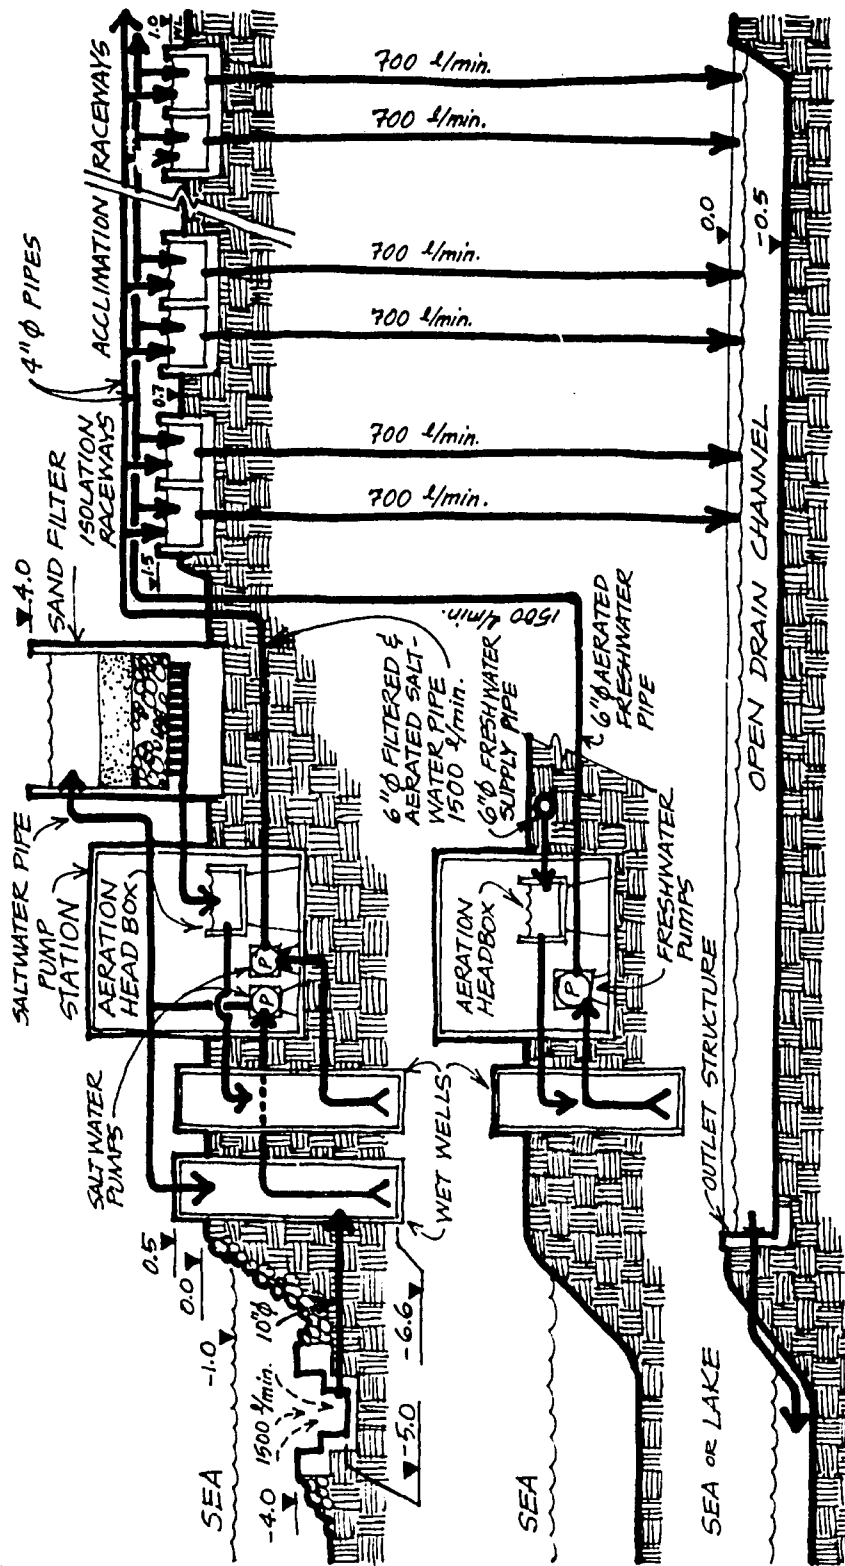 SEA
-4.0
1500 l/min.
-1.0
0.0
0.5
10"φ
-5.0
-6.6
SALTWATER PIPE
PUMP
STATION
SALT WATER
PUMPS
AERATION
HEAD BOX
P
P
WET WELLS
4.0
SAND FILTER
ISOLATION
RACEWAYS
4"φ PIPES
ACCLIMATION
RACEWAYS
1.5
0.7
1.0
WL
6"φ FILTERED &
AERATED SALT-
WATER PIPE
1500 l/min.
700 l/min.
700 l/min.
700 l/min.
700 l/min.
700 l/min.
700 l/min.
SEA
AERATION
HEADBOX
P
FRESHWATER
PUMPS
6"φ FRESHWATER
SUPPLY PIPE
6"φ AERATED
FRESHWATER
PIPE
1500 l/min.
SEA OR LAKE
OUTLET STRUCTURE
OPEN DRAIN CHANNEL
0.0
-0.5